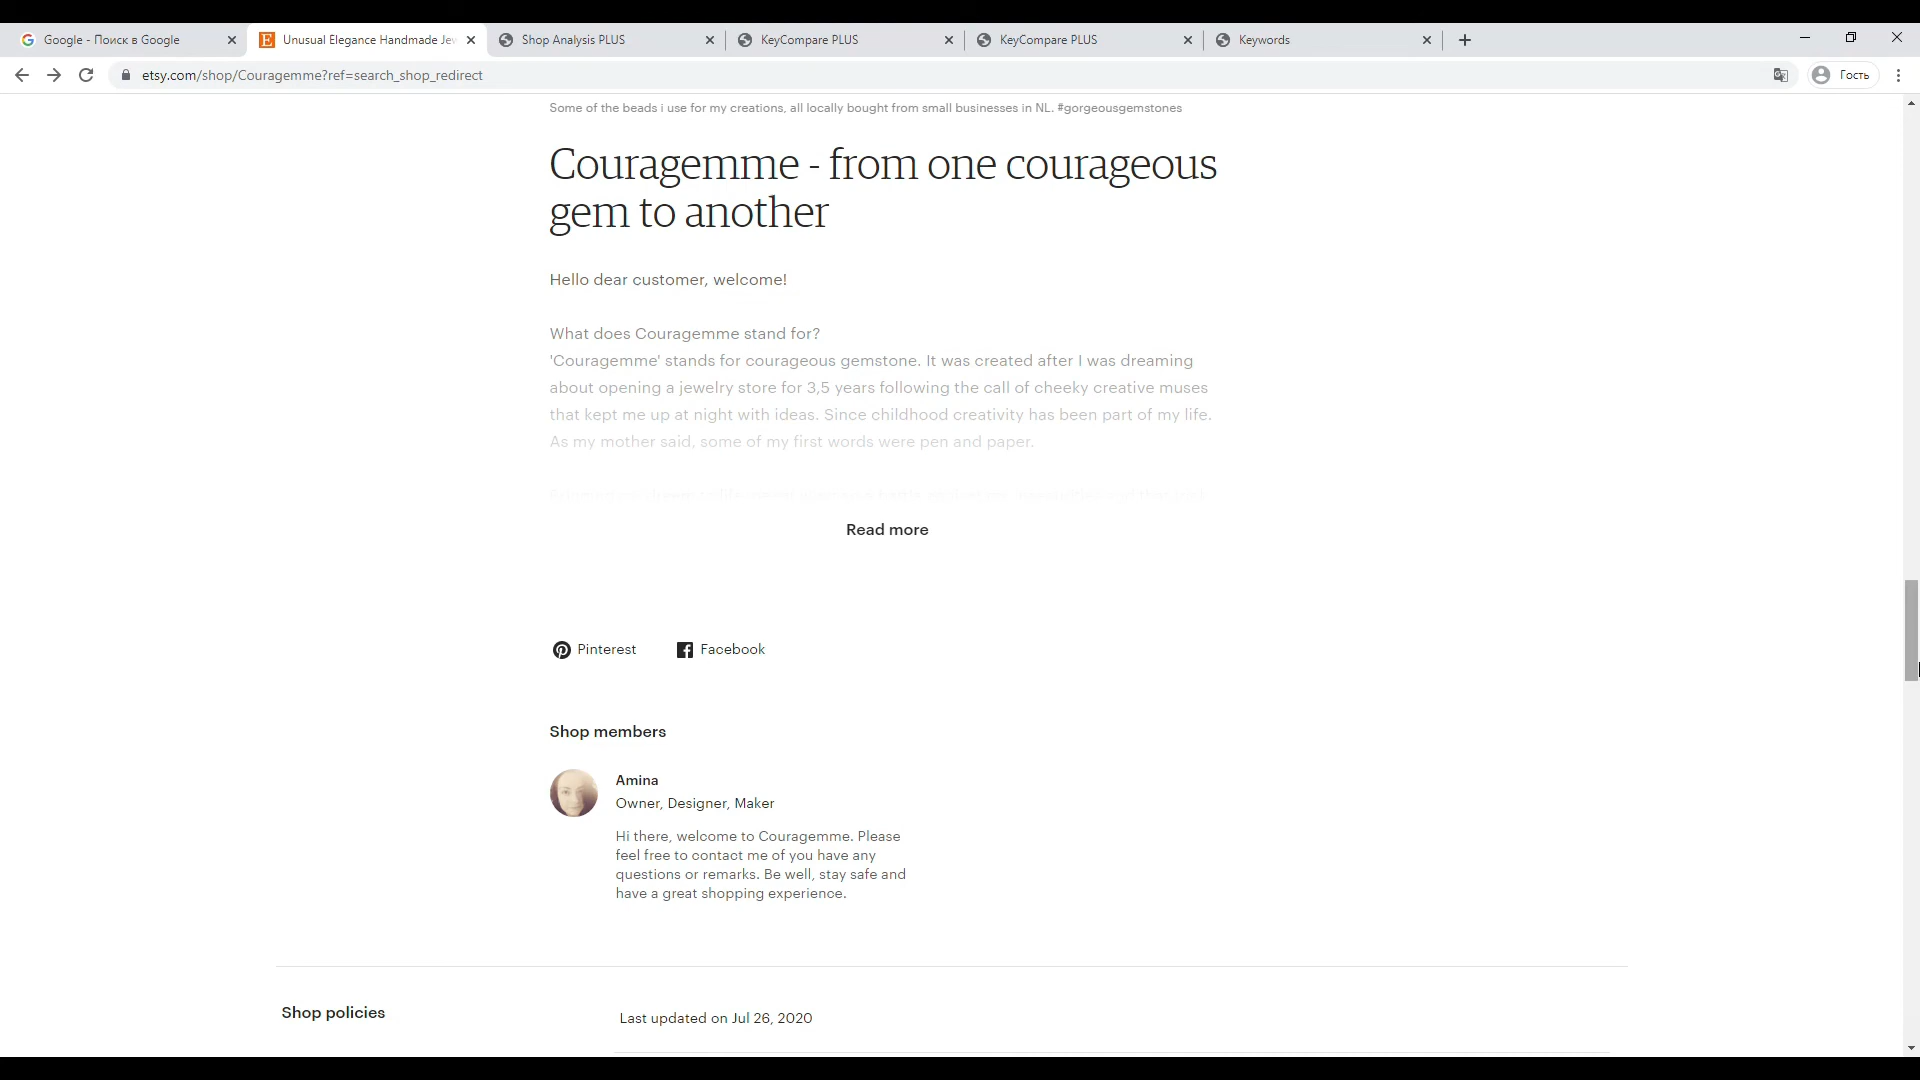 Google - Поиск в Google
Unusual Elegance Handmade Jew
Shop Analysis PLUS
KeyCompare PLUS
KeyCompare PLUS
Keywords
etsy.com/shop/Couragemme?ref=search_shop_redirect
Гость
Some of the beads i use for my creations, all locally bought from small businesses in NL. #gorgeousgemstones
Couragemme - from one courageous
gem to another
Hello dear customer, welcome!
What does Couragemme stand for?
'Couragemme' stands for courageous gemstone. It was created after I was dreaming
about opening a jewelry store for 3,5 years following the call of cheeky creative muses
that kept me up at night with ideas. Since childhood creativity has been part of my life.
As my mother said, some of my first words were pen and paper.
Read more
Pinterest
Facebook
Shop members
Amina
Owner, Designer, Maker
Hi there, welcome to Couragemme. Please
feel free to contact me of you have any
questions or remarks. Be well, stay safe and
have a great shopping experience.
Shop policies
Last updated on Jul 26, 2020